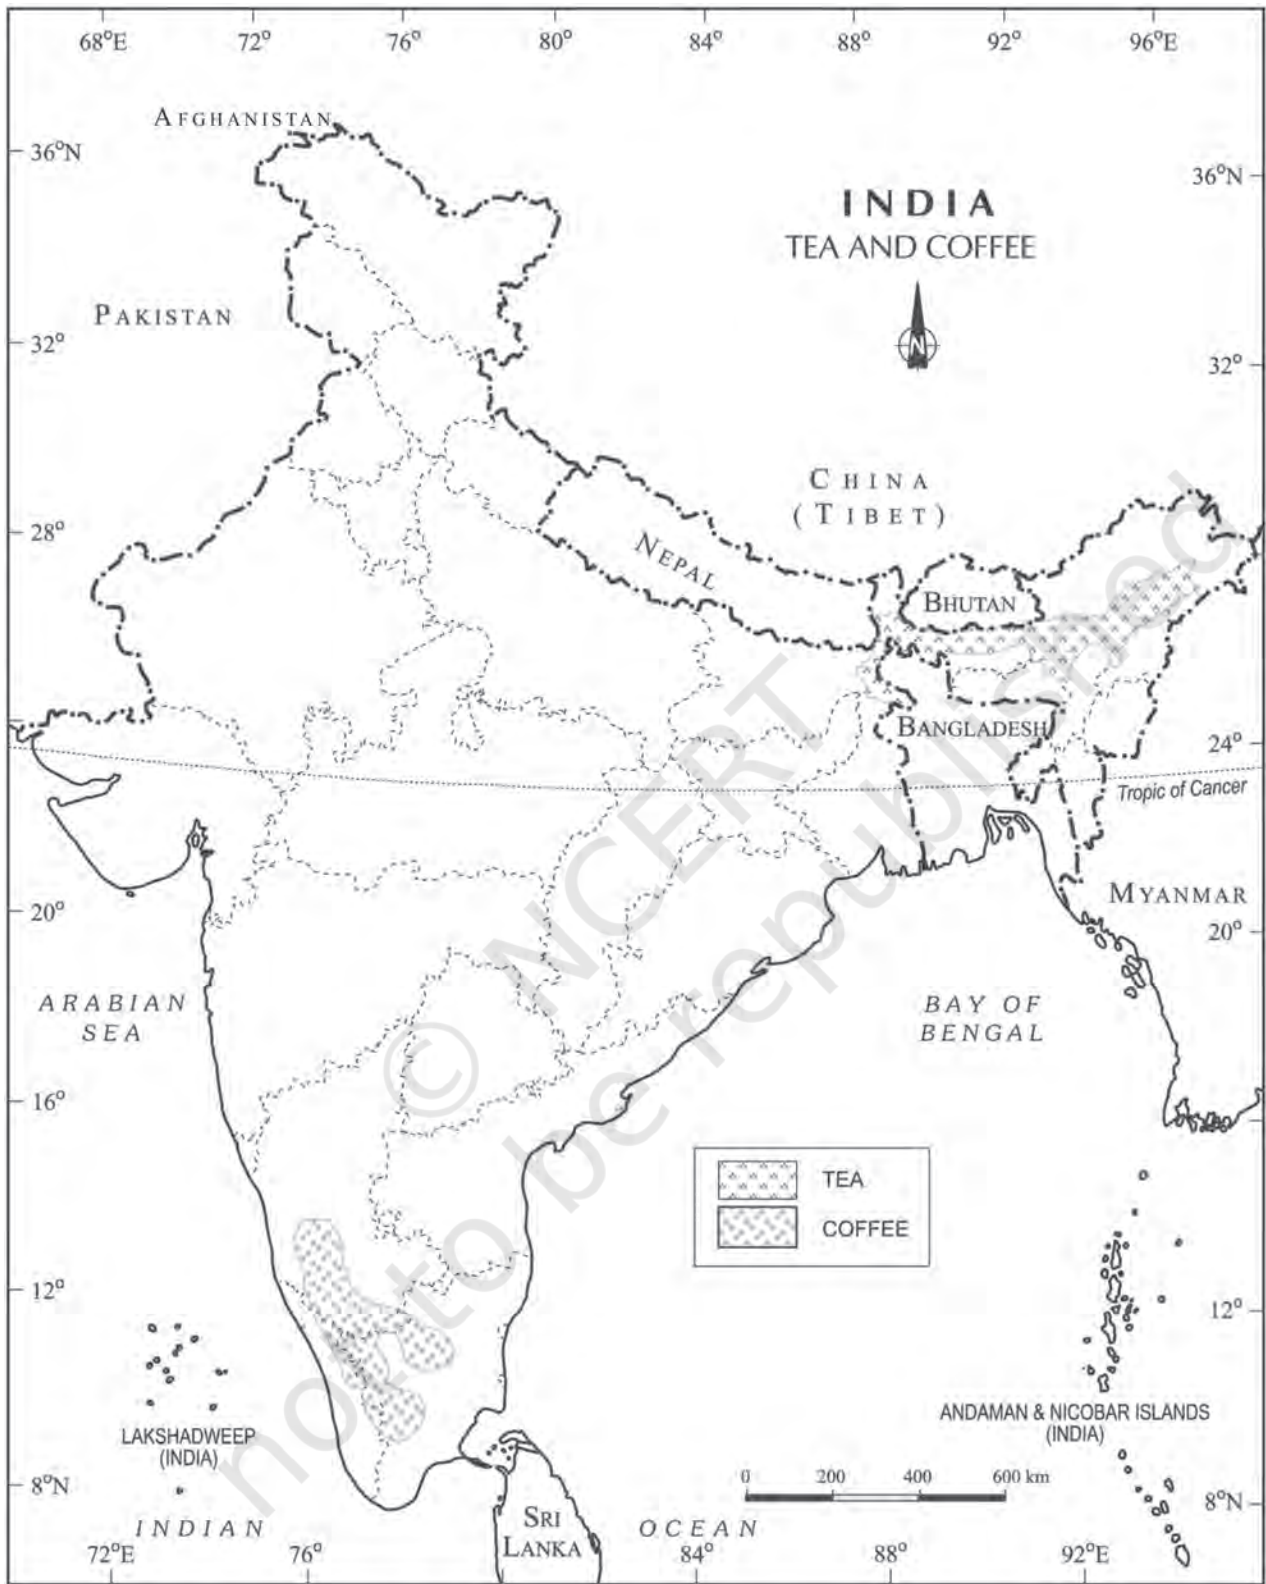 68°E 72° 76° 80° 84° 88° 92° 96°E
AFGHANISTAN
36°N
36°N
INDIA
TEA AND COFFEE
N
PAKISTAN
32°
32°
CHINA
(TIBET)
28°
NEPAL
BHUTAN
BANGLADESH
24°
Tropic of Cancer
MYANMAR
20°
20°
ARABIAN
SEA
BAY OF
BENGAL
16°
TEA
COFFEE
12°
12°
LAKSHADWEEP
(INDIA)
ANDAMAN & NICOBAR ISLANDS
(INDIA)
0 200 400 600 km
8°N
8°N
INDIAN
OCEAN
SRI
LANKA
72°E 76° 84° 88° 92°E
© NCERT
not to be republished